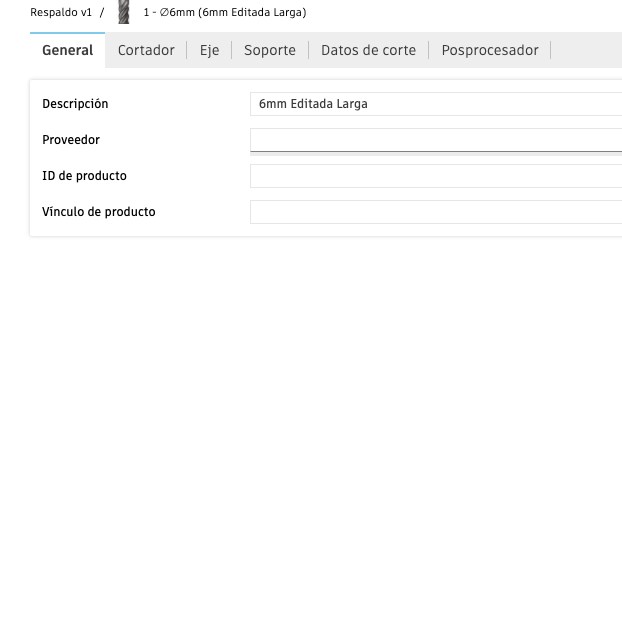 Respaldo v1 / 1 - ∅6mm (6mm Editada Larga)
General Cortador Eje Soporte Datos de corte Posprocesador
Descripción 6mm Editada Larga
Proveedor
ID de producto
Vínculo de producto